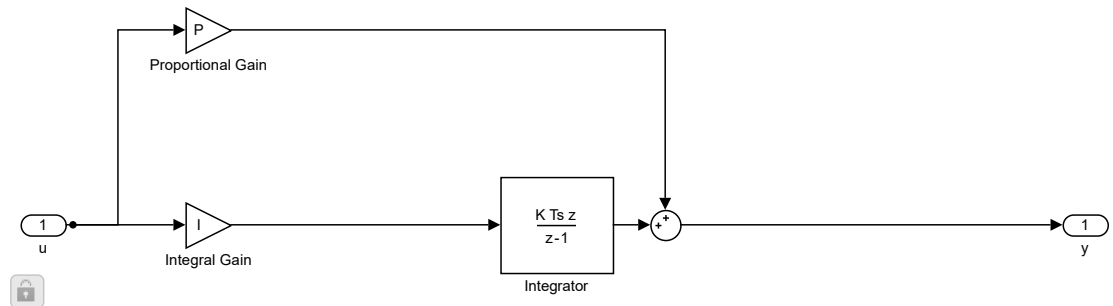 P
Proportional Gain
1
u
I
Integral Gain
K Ts z
z-1
Integrator
+
+
1
y